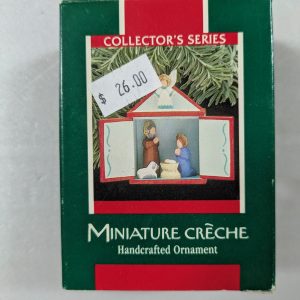 COLLECTOR'S SERIES
$ 26.00
MINIATURE CRÈCHE
Handcrafted Ornament